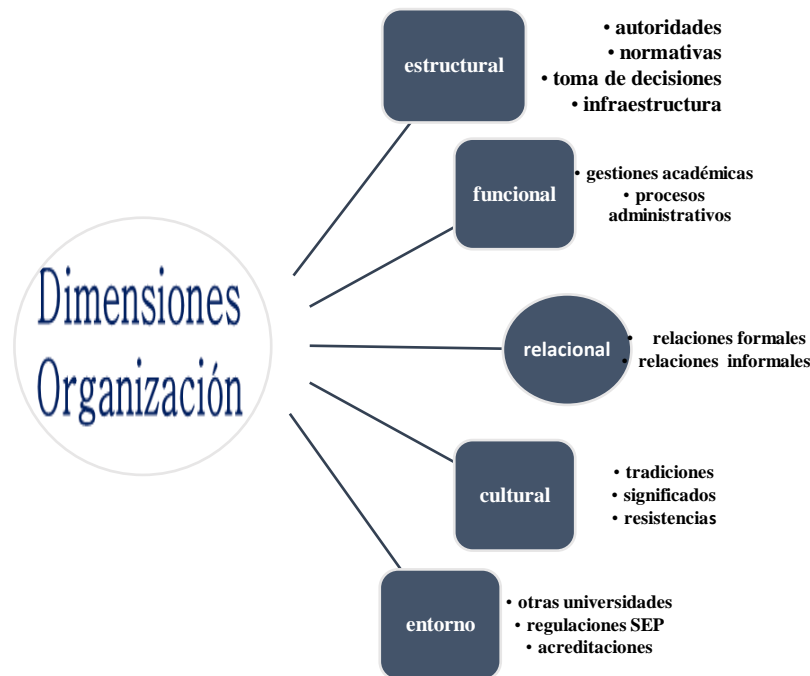 Dimensiones
Organización
estructural
• autoridades
• normativas
• toma de decisiones
• infraestructura
funcional
• gestiones académicas
• procesos
administrativos
relacional
• relaciones formales
• relaciones informales
cultural
• tradiciones
• significados
• resistencias
entorno
• otras universidades
• regulaciones SEP
• acreditaciones